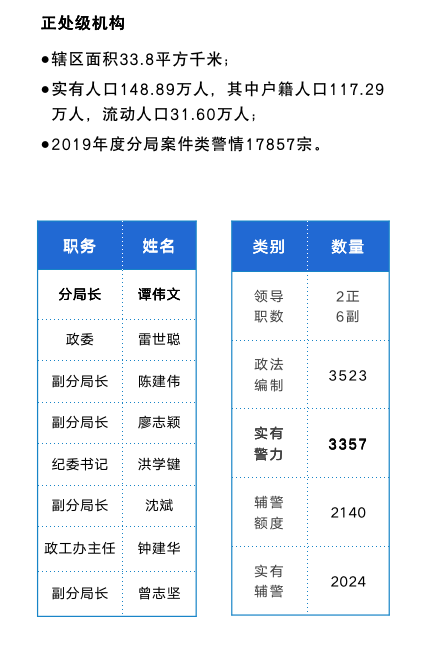 正处级机构
●辖区面积33.8平方千米；
●实有人口148.89万人，其中户籍人口117.29
万人，流动人口31.60万人；
●2019年度分局案件类警情17857宗。
职务 姓名
分局长 谭伟文
政委 雷世聪
副分局长 陈建伟
副分局长 廖志颖
纪委书记 洪学键
副分局长 沈斌
政工办主任 钟建华
副分局长 曾志坚
类别 数量
领导 2正
职数 6副
政法
编制 3523
实有
警力 3357
辅警
额度 2140
实有
辅警 2024